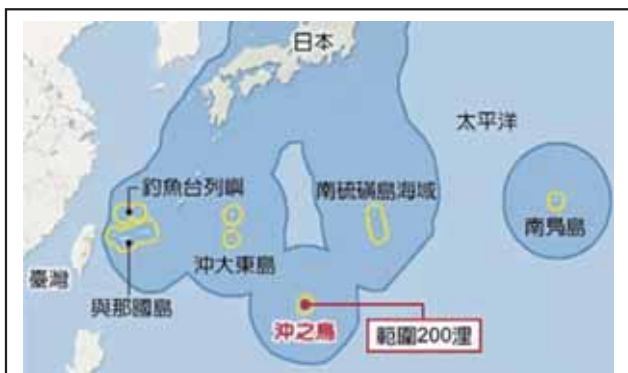 日本
太平洋
釣魚台列嶼
南硫磺島海域
南鳥島
沖大東島
臺灣
與那國島
沖之鳥
範圍200浬